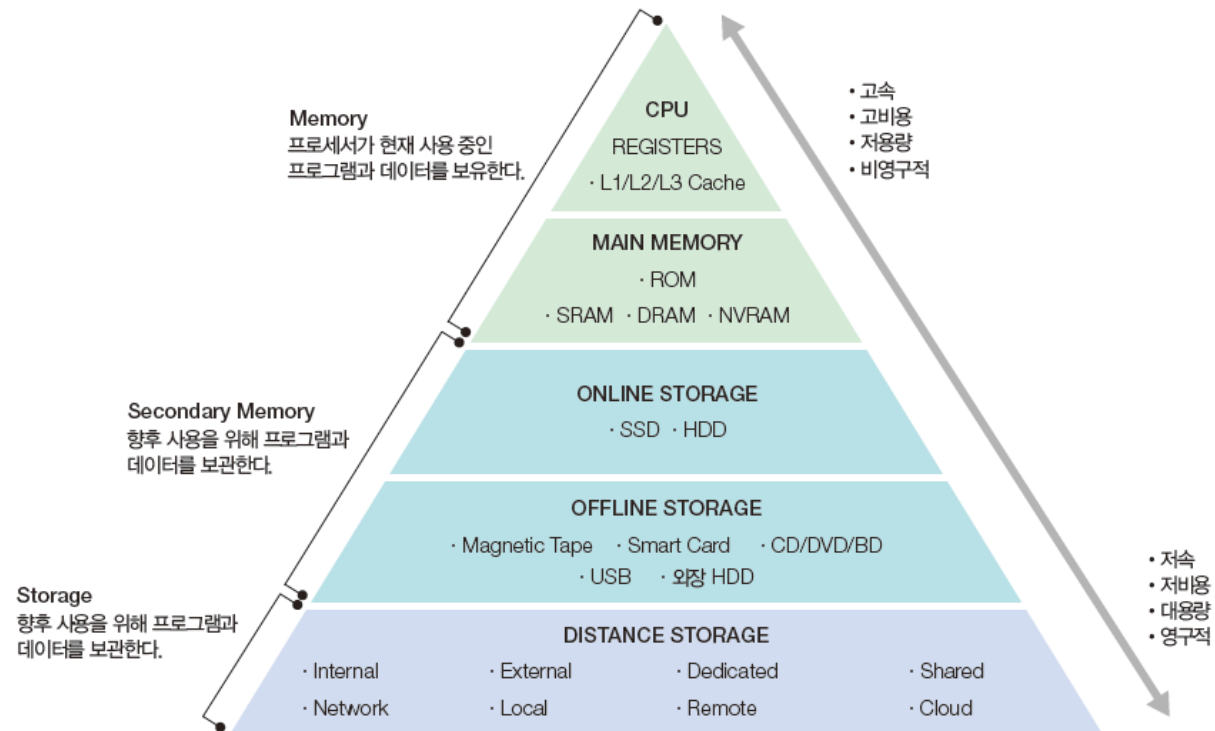 Memory
프로세서가 현재 사용 중인
프로그램과 데이터를 보유한다.
CPU
REGISTERS
· L1/L2/L3 Cache
• 고속
• 고비용
• 저용량
• 비영구적
MAIN MEMORY
· ROM
· SRAM · DRAM · NVRAM
Secondary Memory
향후 사용을 위해 프로그램과
데이터를 보관한다.
ONLINE STORAGE
· SSD · HDD
OFFLINE STORAGE
· Magnetic Tape · Smart Card · CD/DVD/BD
· USB · 외장 HDD
Storage
향후 사용을 위해 프로그램과
데이터를 보관한다.
• 저속
• 저비용
• 대용량
• 영구적
DISTANCE STORAGE
· Internal · External · Dedicated · Shared
· Network · Local · Remote · Cloud